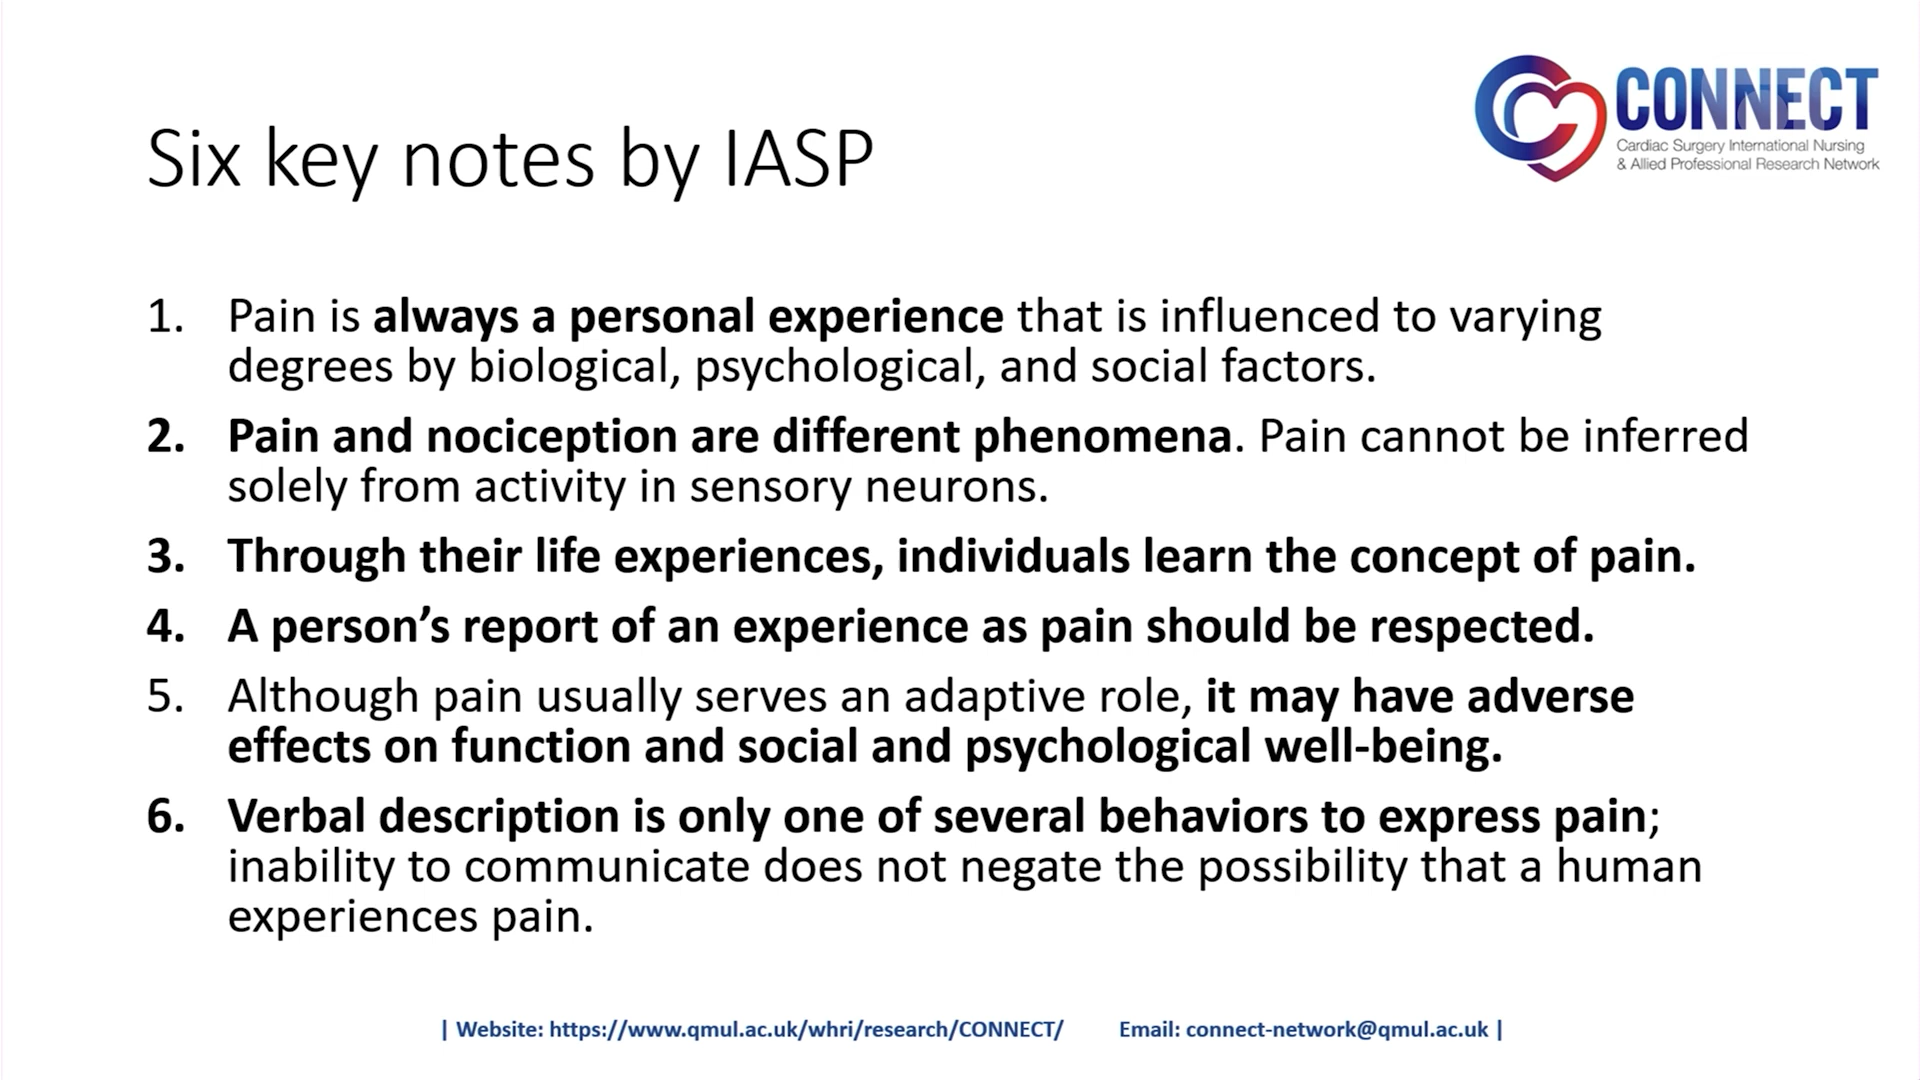 CONNECT
Cardiac Surgery International Nursing
& Allied Professional Research Network
Six key notes by IASP
1. Pain is always a personal experience that is influenced to varying
degrees by biological, psychological, and social factors.
2. Pain and nociception are different phenomena. Pain cannot be inferred
solely from activity in sensory neurons.
3. Through their life experiences, individuals learn the concept of pain.
4. A person’s report of an experience as pain should be respected.
5. Although pain usually serves an adaptive role, it may have adverse
effects on function and social and psychological well-being.
6. Verbal description is only one of several behaviors to express pain;
inability to communicate does not negate the possibility that a human
experiences pain.
| Website: https://www.qmul.ac.uk/whri/research/CONNECT/ Email: connect-network@qmul.ac.uk |